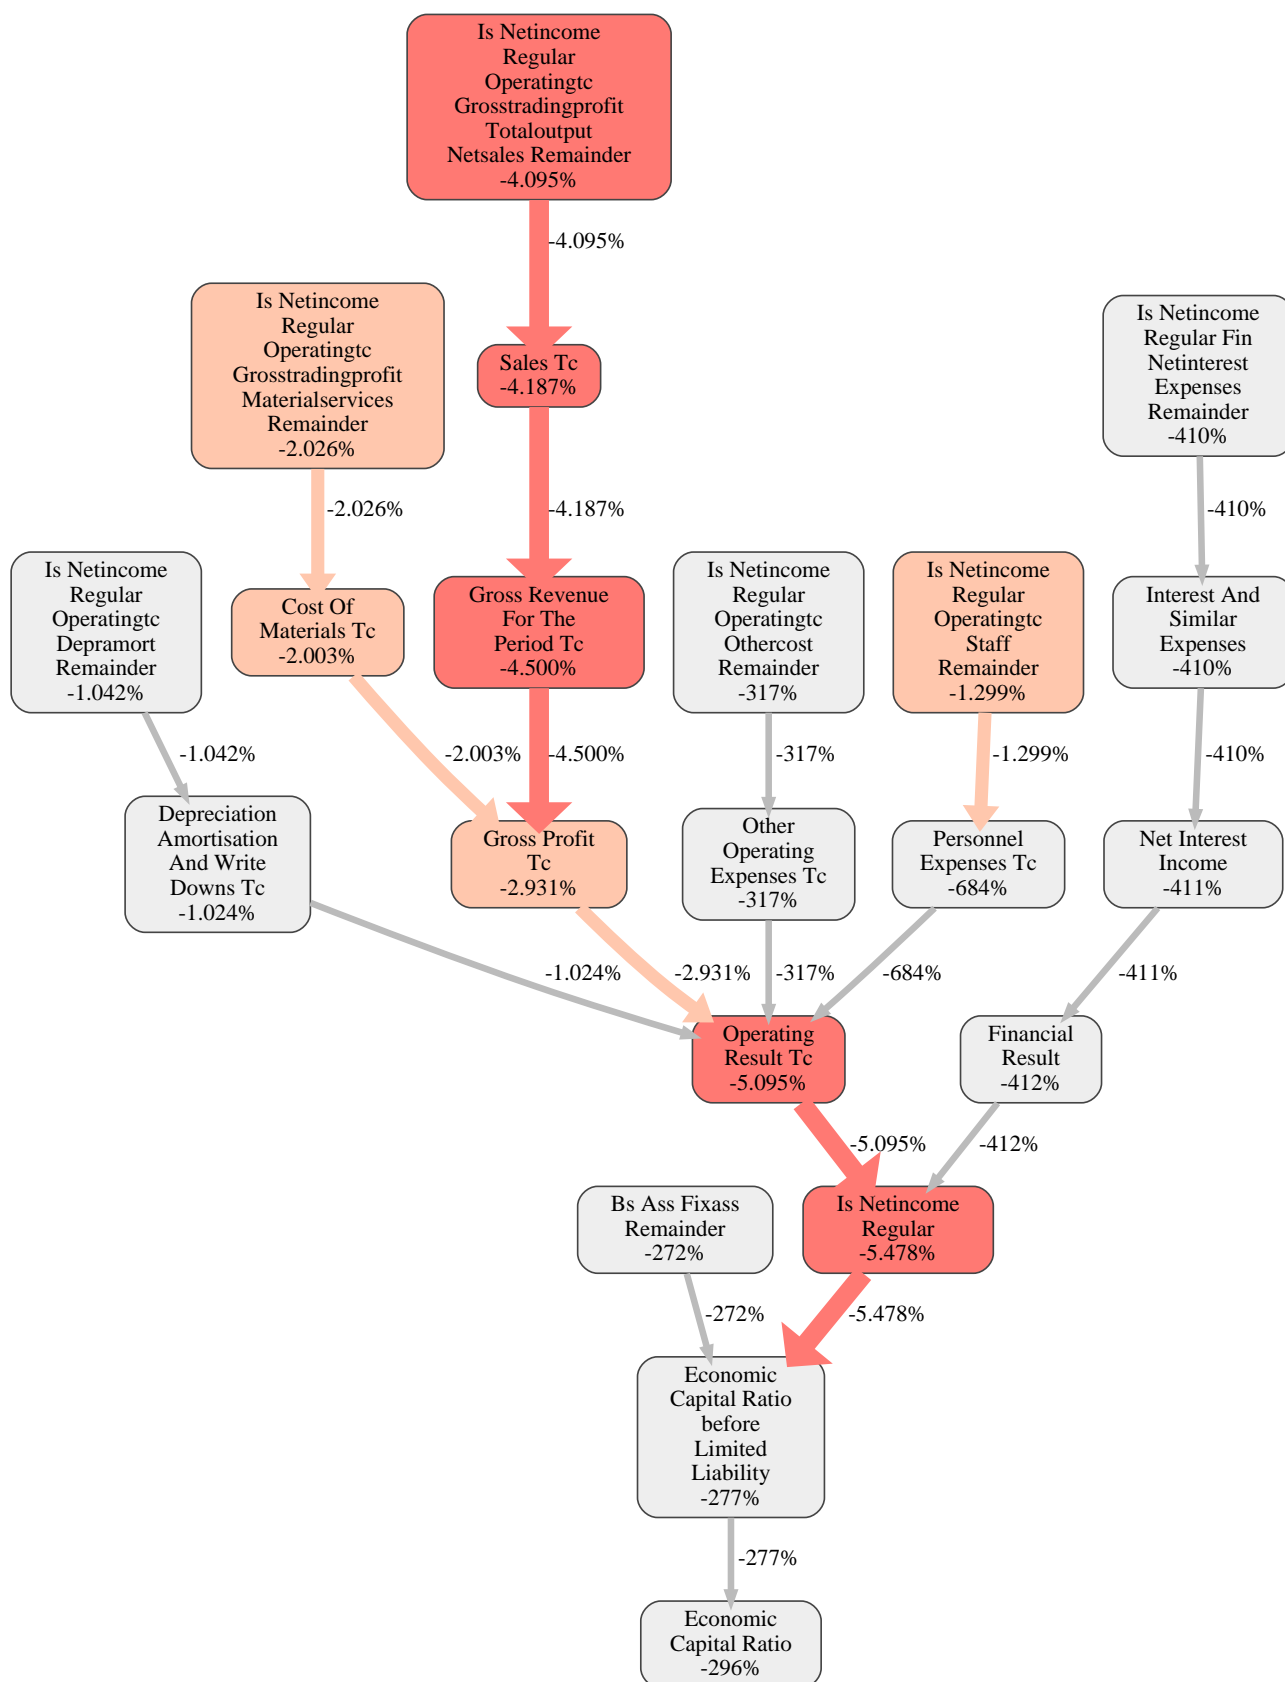 Is Netincome
Regular
Operatingtc
Grosstradingprofit
Totaloutput
Netsales Remainder
-4.095%
-4.095%
Is Netincome
Regular
Operatingtc
Grosstradingprofit
Materialservices
Remainder
-2.026%
Sales Tc
-4.187%
Is Netincome
Regular Fin
Netinterest
Expenses
Remainder
-410%
-2.026%
-4.187%
-410%
Is Netincome
Regular
Operatingtc
Depramort
Remainder
-1.042%
Cost Of
Materials Tc
-2.003%
Gross Revenue
For The
Period Tc
-4.500%
Is Netincome
Regular
Operatingtc
Othercost
Remainder
-317%
Is Netincome
Regular
Operatingtc
Staff
Remainder
-1.299%
Interest And
Similar
Expenses
-410%
-1.042%
-2.003%
-4.500%
-317%
-1.299%
-410%
Depreciation
Amortisation
And Write
Downs Tc
-1.024%
Gross Profit
Tc
-2.931%
Other
Operating
Expenses Tc
-317%
Personnel
Expenses Tc
-684%
Net Interest
Income
-411%
-1.024%
-2.931%
-317%
-684%
-411%
Operating
Result Tc
-5.095%
Financial
Result
-412%
-5.095%
-412%
Bs Ass Fixass
Remainder
-272%
Is Netincome
Regular
-5.478%
-272%
-5.478%
Economic
Capital Ratio
before
Limited
Liability
-277%
-277%
Economic
Capital Ratio
-296%